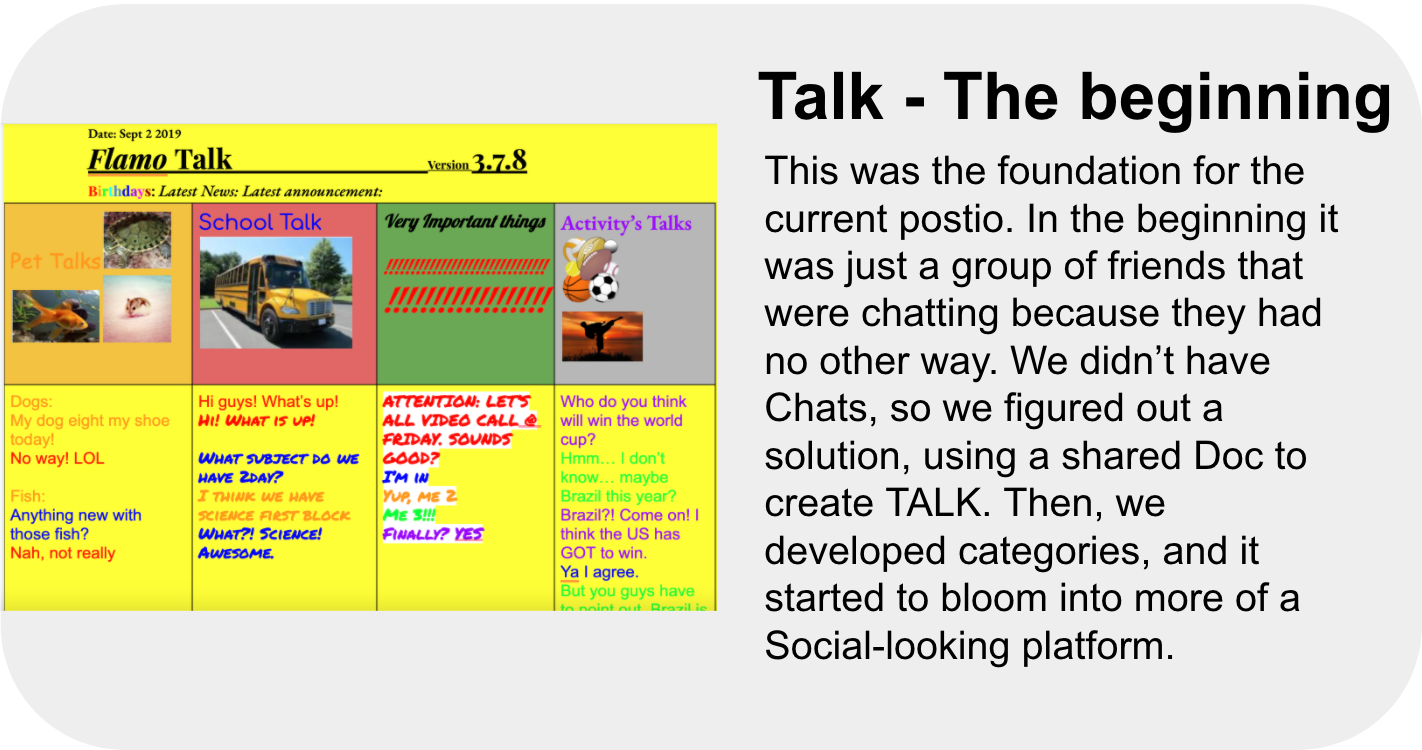 Talk - The beginning
This was the foundation for the
current postio. In the beginning it
was just a group of friends that
were chatting because they had
no other way. We didn’t have
Chats, so we figured out a
solution, using a shared Doc to
create TALK. Then, we
developed categories, and it
started to bloom into more of a
Social-looking platform.
Date: Sept 2 2019
Flamo Talk Version 3.7.8
Birthdays: Latest News: Latest announcement:
Pet Talks
School Talk
Very Important things
!!!!!!!!!!!!!!!!!!!!!!!!!!!!
!!!!!!!!!!!!!!!!!
Activity’s Talks
Dogs:
My dog eight my shoe
today!
No way! LOL
Fish:
Anything new with
those fish?
Nah, not really
Hi guys! What’s up!
Hi! What is up!
What subject do we
have 2day?
I think we have
science first block
What?! Science!
Awesome.
ATTENTION: LET’S
ALL VIDEO CALL @
FRIDAY. SOUNDS
GOOD?
I’m in
Yup, me 2
Me 3!!!
Finally? YES
Who do you think
will win the world
cup?
Hmm… I don’t
know… maybe
Brazil this year?
Brazil?! Come on! I
think the US has
GOT to win.
Ya I agree.
But you guys have
to point out, Brazil is